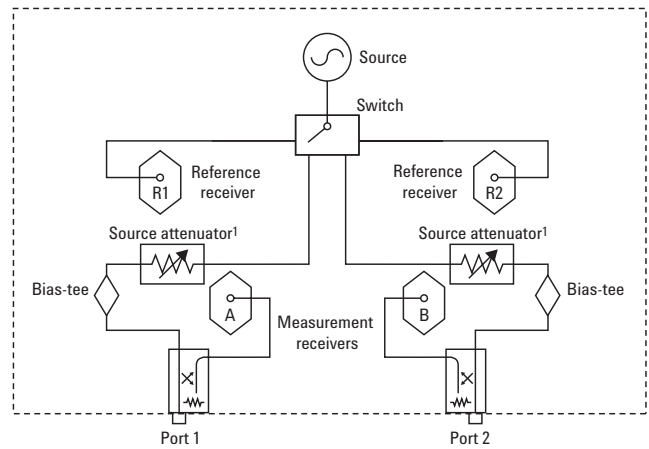 Source
Switch
Reference
receiver
R1
Reference
receiver
R2
Source attenuator¹
Source attenuator¹
Bias-tee
A
Measurement
receivers
B
Bias-tee
Port 1
Port 2